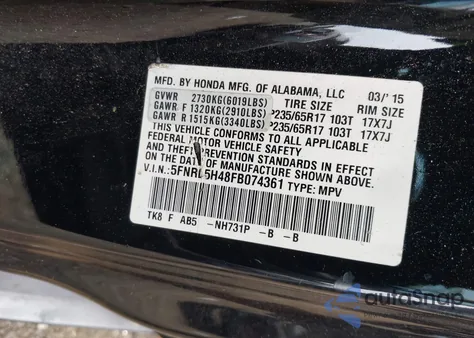 MFD. BY HONDA MFG. OF ALABAMA, LLC 03/'15
TIRE SIZE RIM SIZE
GVWR 2730KG(6019LBS)
GAWR F 1320KG(2910LBS) P235/65R17 103T 17X7J
GAWR R 1515KG(3340LBS) P235/65R17 103T 17X7J
THIS VEHICLE CONFORMS TO ALL APPLICABLE
FEDERAL MOTOR VEHICLE SAFETY AND BUMPER
THEFT PREVENTION STANDARDS IN EFFECT ON THE
DATE OF MANUFACTURE SHOWN ABOVE.
V.I.N.: TYPE: MPV
TK8 F AB5 -NH731P -B -B
autosnap